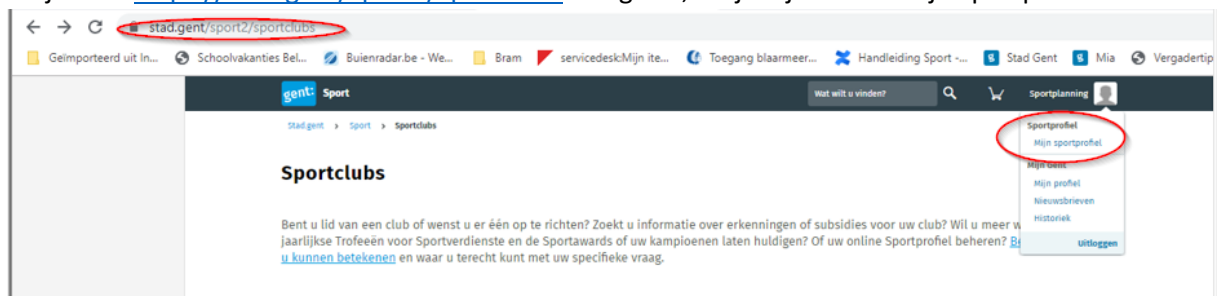 stad.gent/sport2/sportclubs
Geïmporteerd uit In... Schoolvakanties Bel... Buienradar.be - We... Bram servicedesk:Mijn ite... Toegang blaarmeer... Handleiding Sport -... Stad Gent Mia Vergadertip
gent: Sport Wat wilt u vinden? Sportplanning
Stad.gent > Sport > Sportclubs
Sportprofiel
Mijn sportprofiel
Sportclubs
Mijn Gent
Mijn profiel
Nieuwsbrieven
Historiek
Uitloggen
Bent u lid van een club of wenst u er één op te richten? Zoekt u informatie over erkenningen of subsidies voor uw club? Wil u meer w
jaarlijkse Trofeeën voor Sportverdienste en de Sportawards of uw kampioenen laten huldigen? Of uw online Sportprofiel beheren?
u kunnen betekenen en waar u terecht kunt met uw specifieke vraag.